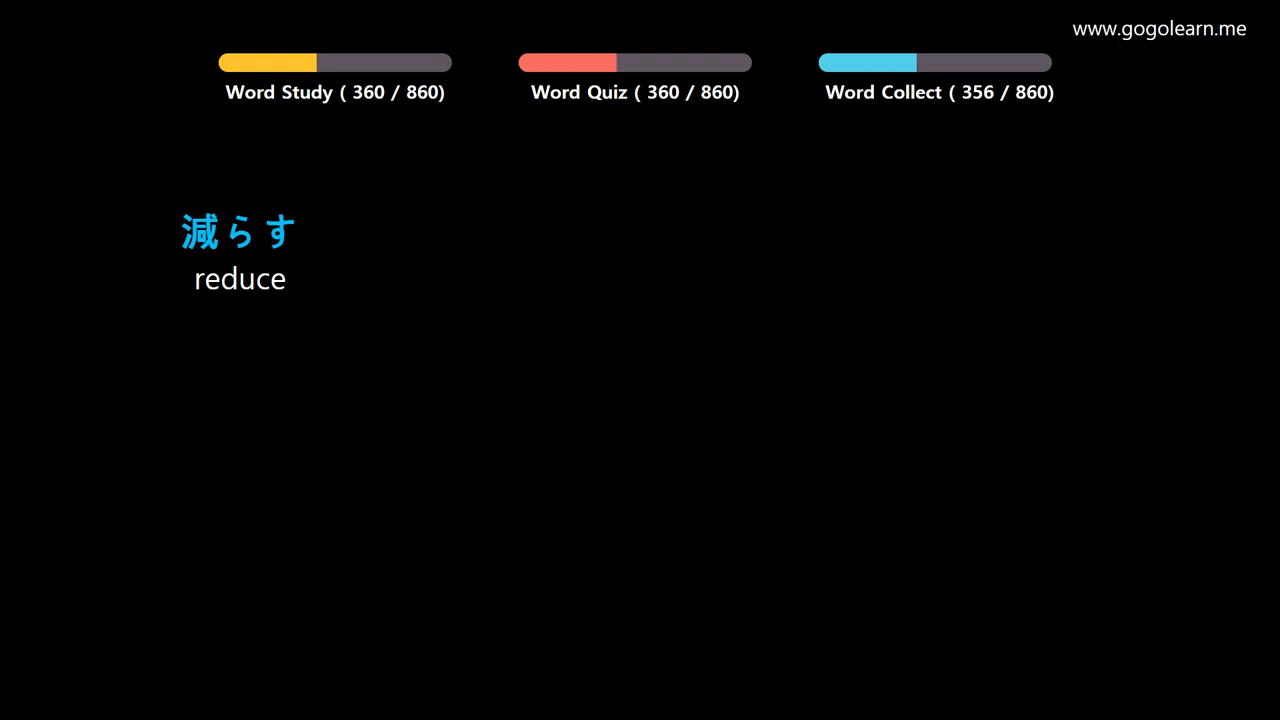 www.gogolearn.me
Word Study ( 360 / 860)
Word Quiz ( 360 / 860)
Word Collect ( 356 / 860)
減らす
reduce